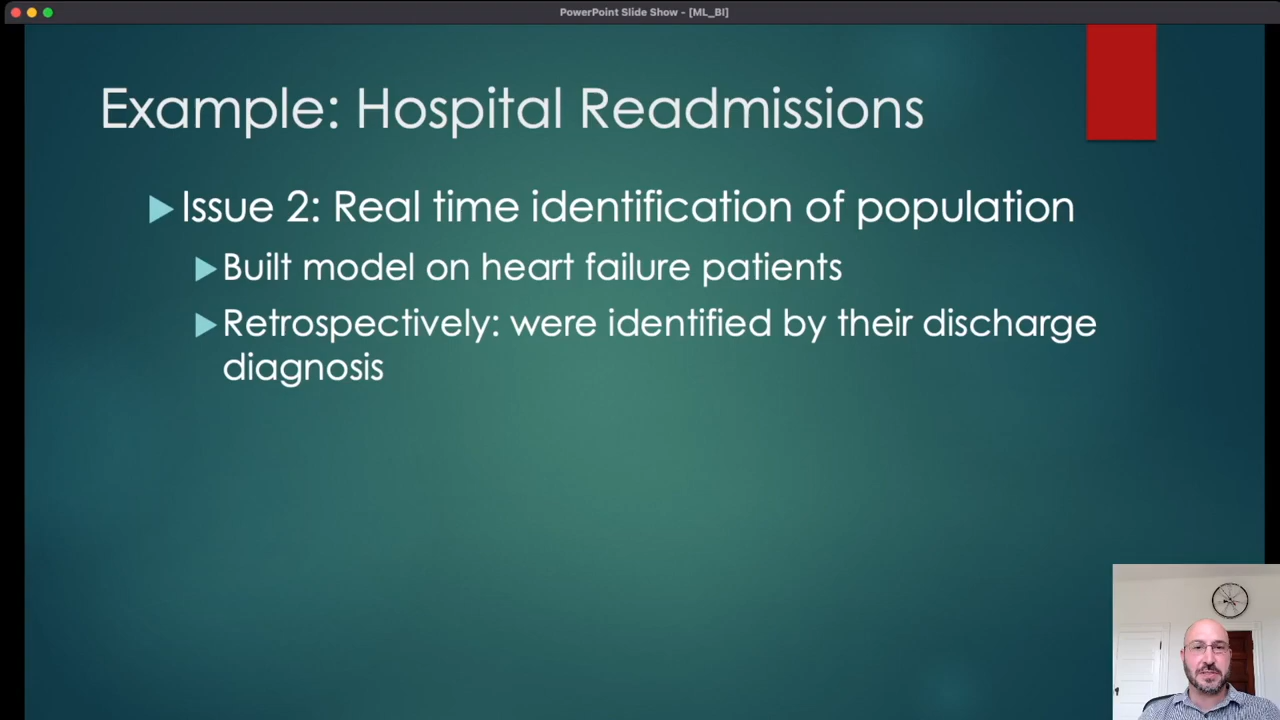 PowerPoint Slide Show - [ML_BI]
Example: Hospital Readmissions
Issue 2: Real time identification of population
Built model on heart failure patients
Retrospectively: were identified by their discharge
diagnosis